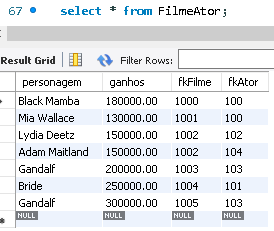 67 select * from FilmeAtor;
Result Grid Filter Rows:
personagem ganhos fkFilme fkAtor
Black Mamba 180000.00 1000 100
Mia Wallace 130000.00 1001 100
Lydia Deetz 150000.00 1002 102
Adam Maitland 150000.00 1002 104
Gandalf 200000.00 1003 103
Bride 250000.00 1004 101
Gandalf 300000.00 1005 103
NULL NULL NULL NULL